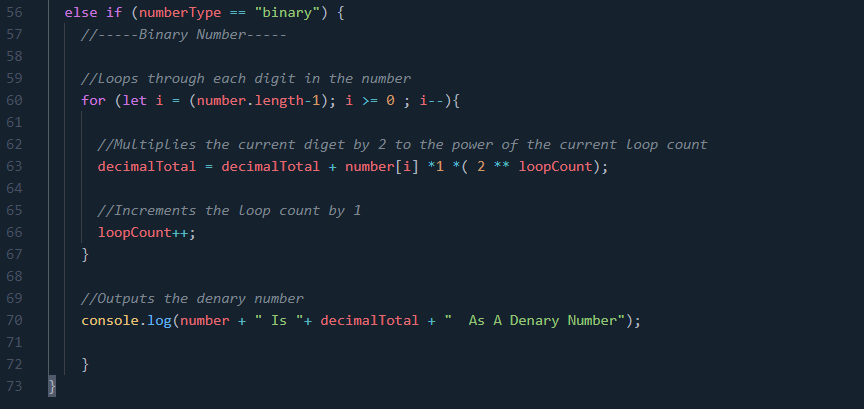 56 else if (numberType == "binary") {
57 //-----Binary Number-----
58
59 //Loops through each digit in the number
60 for (let i = (number.length-1); i >= 0 ; i--){
61
62 //Multiplies the current diget by 2 to the power of the current loop count
63 decimalTotal = decimalTotal + number[i] *1 *( 2 ** loopCount);
64
65 //Increments the loop count by 1
66 loopCount++;
67 }
68
69 //Outputs the denary number
70 console.log(number + " Is "+ decimalTotal + "  As A Denary Number");
71
72 }
73 }